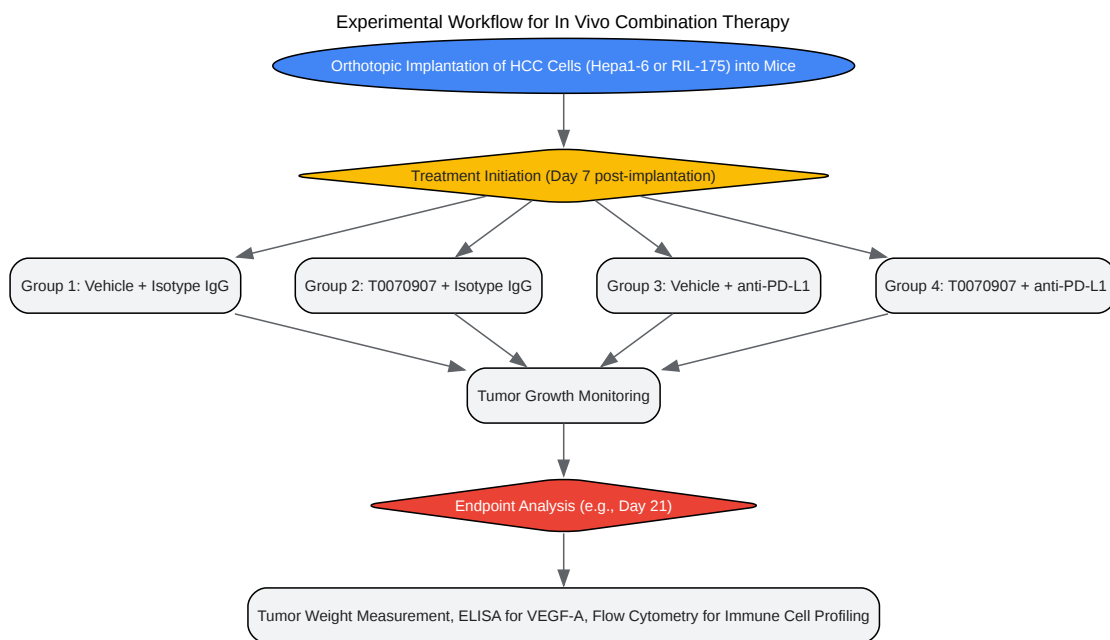 Experimental Workflow for In Vivo Combination Therapy
Orthotopic Implantation of HCC Cells (Hepa1-6 or RIL-175) into Mice
Treatment Initiation (Day 7 post-implantation)
Group 1: Vehicle + Isotype IgG
Group 2: T0070907 + Isotype IgG
Group 3: Vehicle + anti-PD-L1
Group 4: T0070907 + anti-PD-L1
Tumor Growth Monitoring
Endpoint Analysis (e.g., Day 21)
Tumor Weight Measurement, ELISA for VEGF-A, Flow Cytometry for Immune Cell Profiling